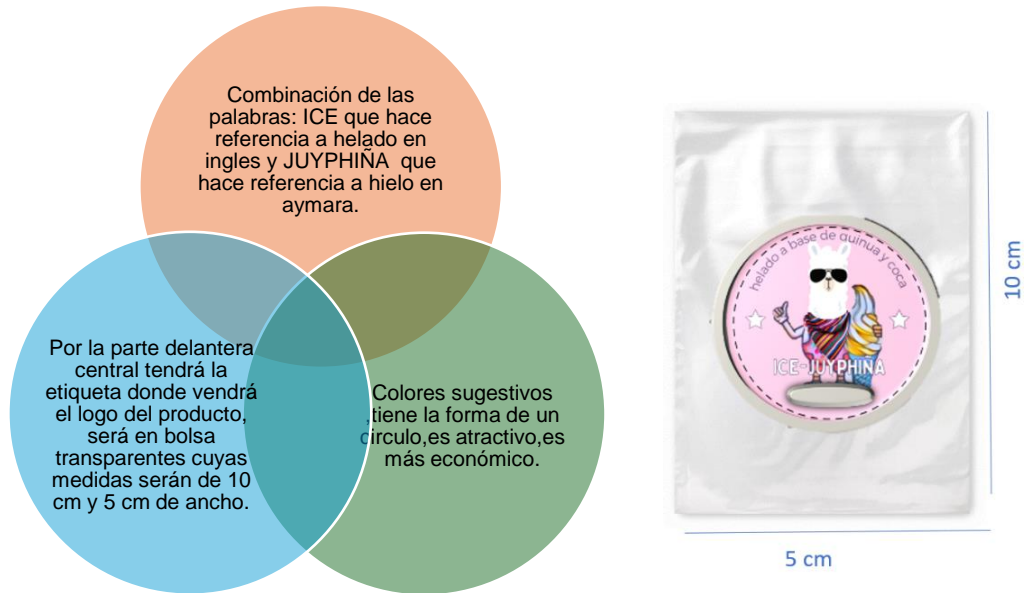 Combinación de las
palabras: ICE que hace
referencia a helado en
ingles y JUYPHIÑA que
hace referencia a hielo en
aymara.
Por la parte delantera
central tendrá la
etiqueta donde vendrá
el logo del producto,
será en bolsa
transparentes cuyas
medidas serán de 10
cm y 5 cm de ancho.
Colores sugestivos
,tiene la forma de un
circulo,es atractivo,es
más económico.
helado a base de quinua y coca
ICE-JUYPHINA
10 cm
5 cm